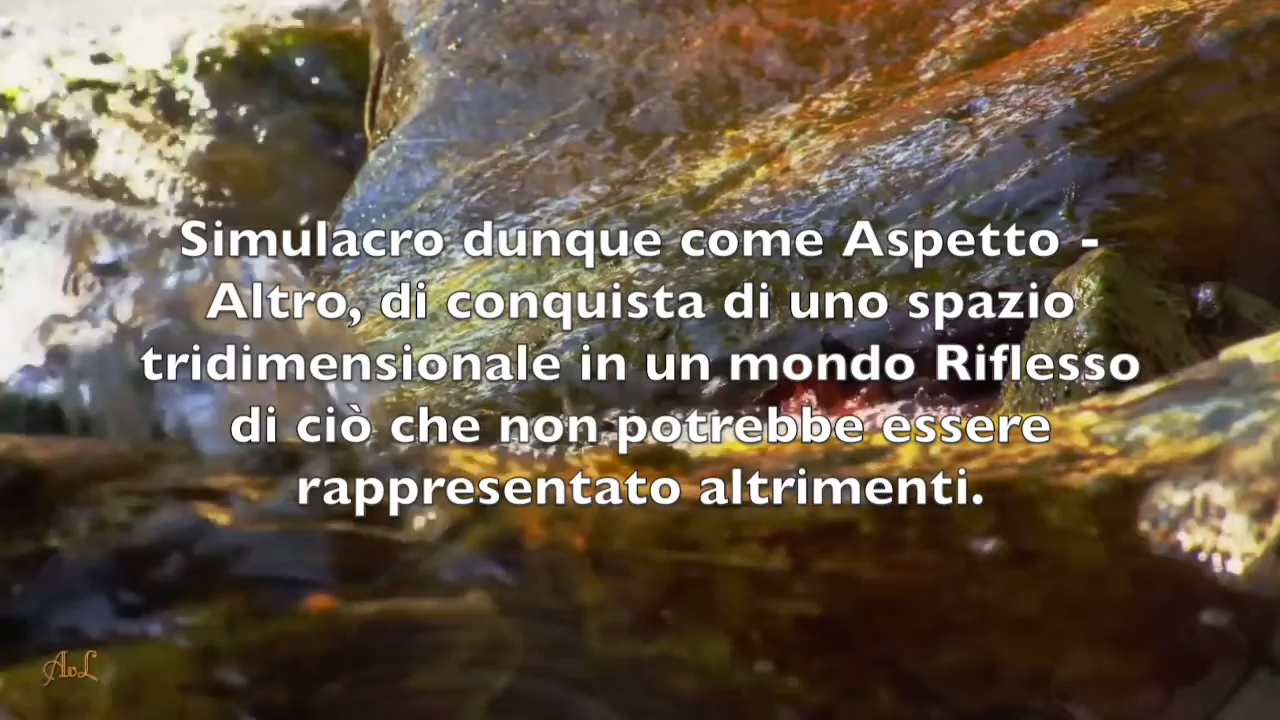 Simulacro dunque come Aspetto -
Altro, di conquista di uno spazio
tridimensionale in un mondo Riflesso
di ciò che non potrebbe essere
rappresentato altrimenti.
AvL